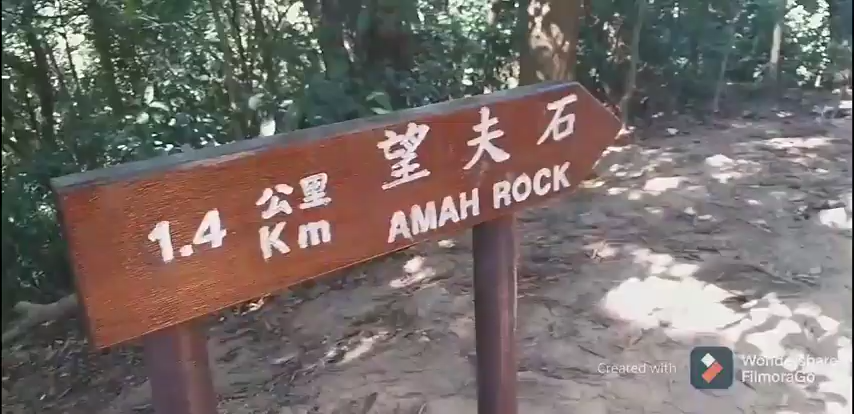 1.4 公里 望夫石
Km AMAH ROCK
Created with Wondershare
FilmoraGo